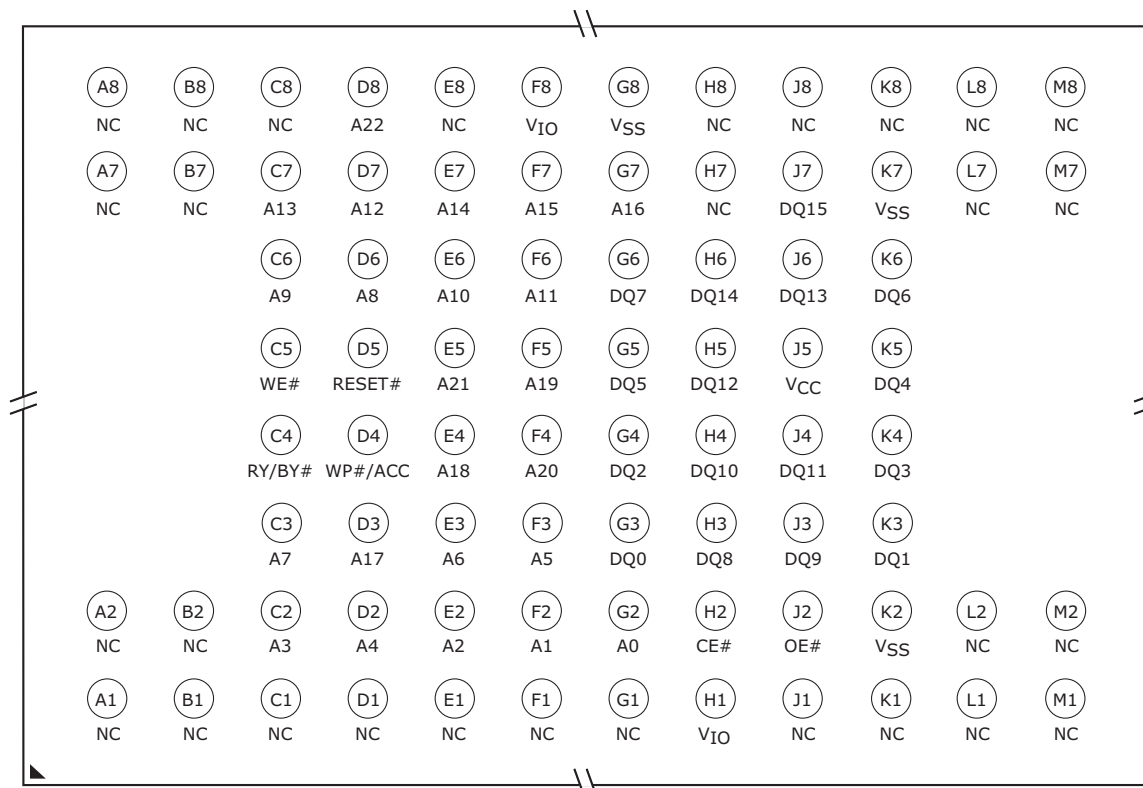 A8 B8 C8 D8 E8 F8 G8 H8 J8 K8 L8 M8
NC NC NC A22 NC VIO VSS NC NC NC NC NC
A7 B7 C7 D7 E7 F7 G7 H7 J7 K7 L7 M7
NC NC A13 A12 A14 A15 A16 NC DQ15 VSS NC NC
C6 D6 E6 F6 G6 H6 J6 K6
A9 A8 A10 A11 DQ7 DQ14 DQ13 DQ6
C5 D5 E5 F5 G5 H5 J5 K5
WE# RESET# A21 A19 DQ5 DQ12 VCC DQ4
C4 D4 E4 F4 G4 H4 J4 K4
RY/BY# WP#/ACC A18 A20 DQ2 DQ10 DQ11 DQ3
C3 D3 E3 F3 G3 H3 J3 K3
A7 A17 A6 A5 DQ0 DQ8 DQ9 DQ1
A2 B2 C2 D2 E2 F2 G2 H2 J2 K2 L2 M2
NC NC A3 A4 A2 A1 A0 CE# OE# VSS NC NC
A1 B1 C1 D1 E1 F1 G1 H1 J1 K1 L1 M1
NC NC NC NC NC NC NC VIO NC NC NC NC